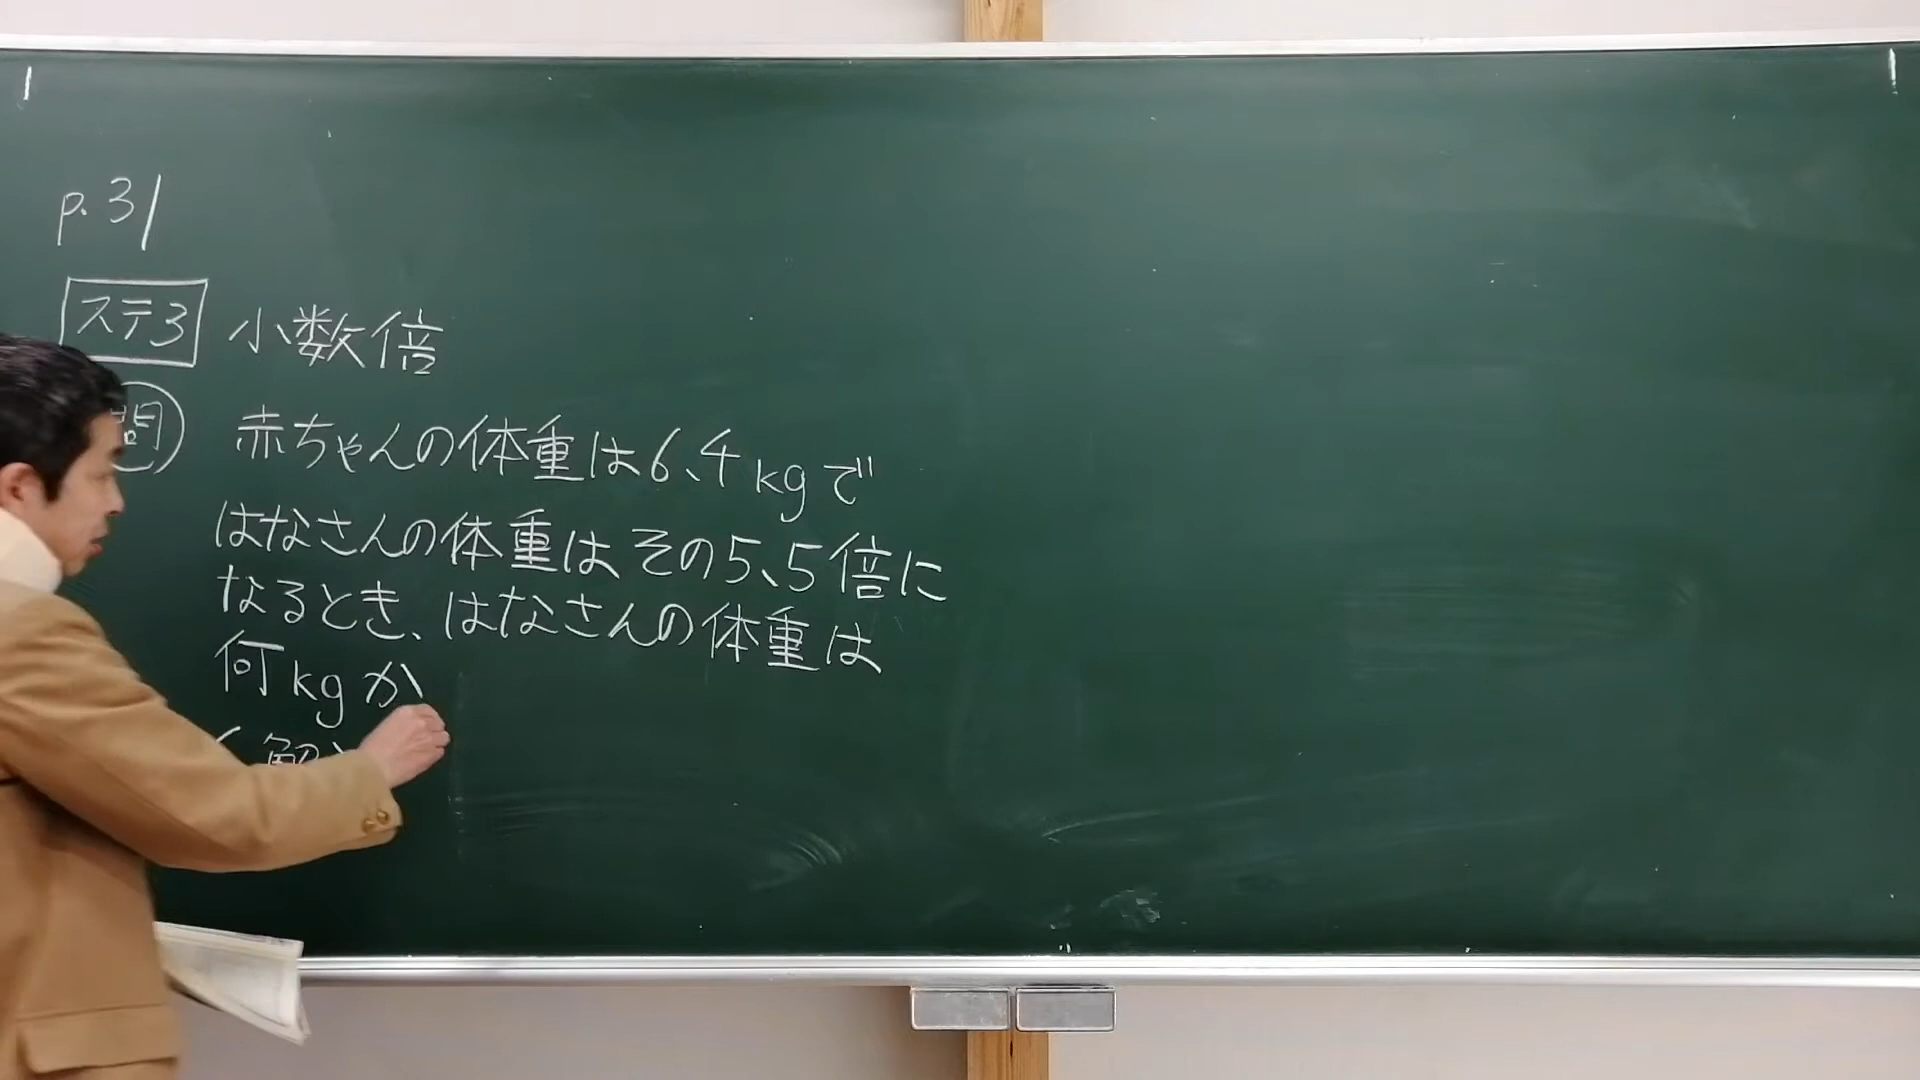 p.31
ステ3 小数倍
問 赤ちゃんの体重は6.4kgで
はなさんの体重はその5.5倍に
なるとき、はなさんの体重は
何kgか
(解)